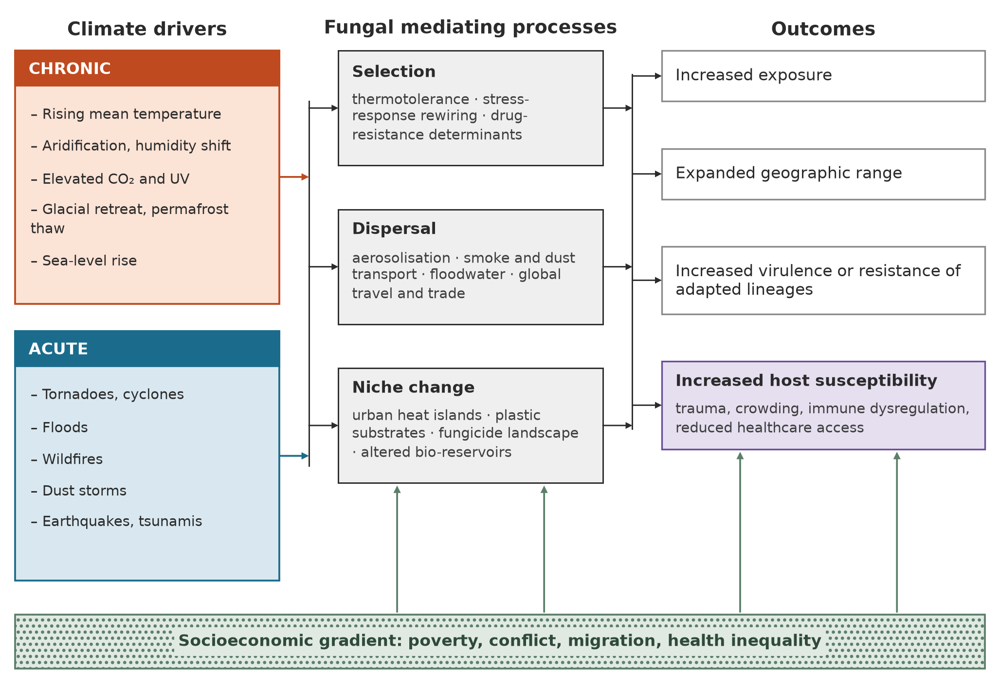 Climate drivers
CHRONIC
– Rising mean temperature
– Aridification, humidity shift
– Elevated CO₂ and UV
– Glacial retreat, permafrost
thaw
– Sea-level rise
ACUTE
– Tornadoes, cyclones
– Floods
– Wildfires
– Dust storms
– Earthquakes, tsunamis
Fungal mediating processes
Selection
thermotolerance · stress-
response rewiring · drug-
resistance determinants
Dispersal
aerosolisation · smoke and dust
transport · floodwater · global
travel and trade
Niche change
urban heat islands · plastic
substrates · fungicide landscape
· altered bio-reservoirs
Outcomes
Increased exposure
Expanded geographic range
Increased virulence or resistance of
adapted lineages
Increased host susceptibility
trauma, crowding, immune dysregulation,
reduced healthcare access
Socioeconomic gradient: poverty, conflict, migration, health inequality